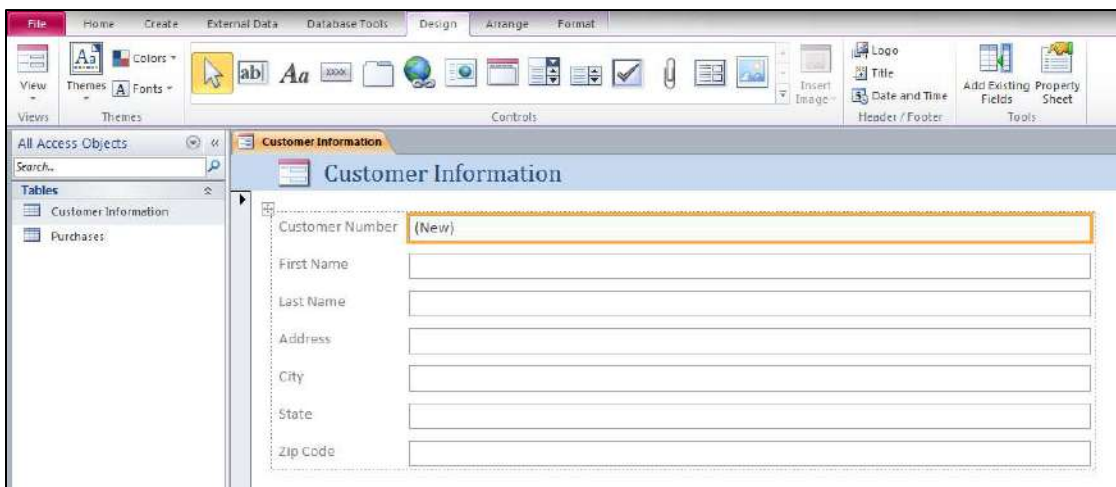 File Home Create External Data Database Tools Design Arrange Format
View
Views
Aa
Themes
Colors
A Fonts
Themes
ab| Aa xxxx
Insert
Image
Controls
Logo
Title
Date and Time
Header / Footer
Add Existing
Fields
Property
Sheet
Tools
All Access Objects
Search..
Tables
Customer Information
Purchases
Customer Information
Customer Information
Customer Number (New)
First Name
Last Name
Address
City
State
Zip Code